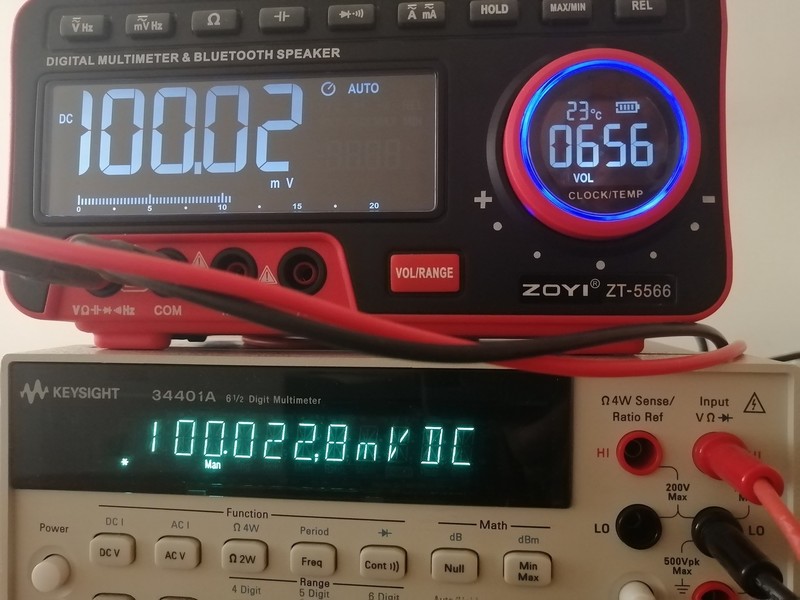 V Hz
mV Hz
Ω
A mA
HOLD
MAX/MIN
REL
DIGITAL MULTIMETER & BLUETOOTH SPEAKER
DC
100.02
AUTO
m V
0 5 10 15 20
23°C
0656
VOL
CLOCK/TEMP
+
-
VOL/RANGE
ZOYI® ZT-5566
COM
KEYSIGHT
34401A 6½ Digit Multimeter
* 100.022,8 mV DC
Man
Ω 4W Sense/
Ratio Ref
Input
V Ω
HI
200V
Max
LO
LO
500Vpk
Max
Power
Function
Math
DC I
AC I
Ω 4W
Period
dB
dBm
DC V
AC V
Ω 2W
Freq
Cont
Null
Min
Max
Range
4 Digit
5 Digit
6 Digit